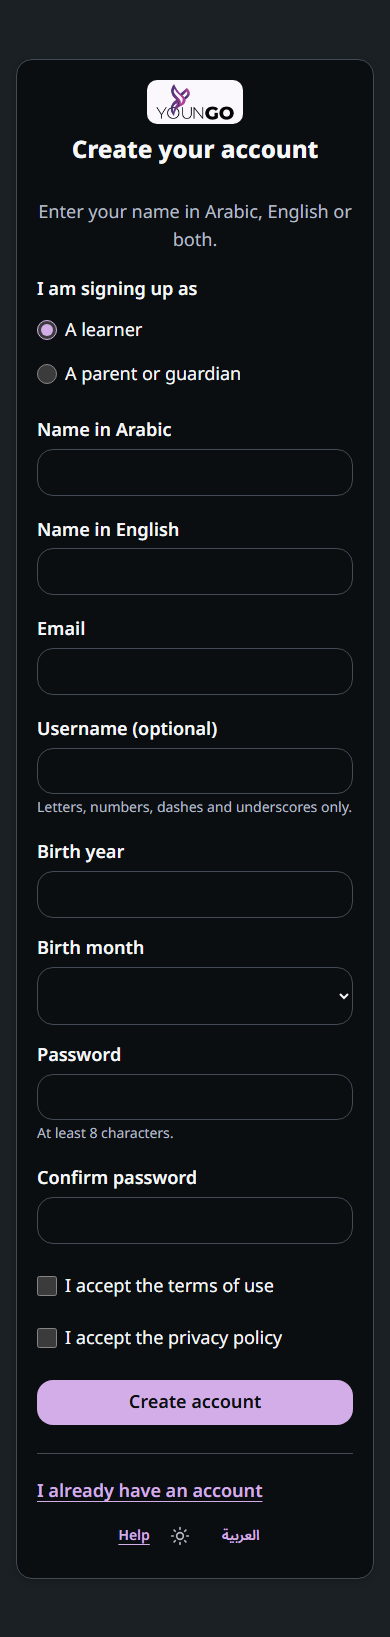 YOUNGO
Create your account
Enter your name in Arabic, English or
both.
I am signing up as
A learner
A parent or guardian
Name in Arabic
Name in English
Email
Username (optional)
Letters, numbers, dashes and underscores only.
Birth year
Birth month
Password
At least 8 characters.
Confirm password
I accept the terms of use
I accept the privacy policy
Create account
I already have an account
Help العربية